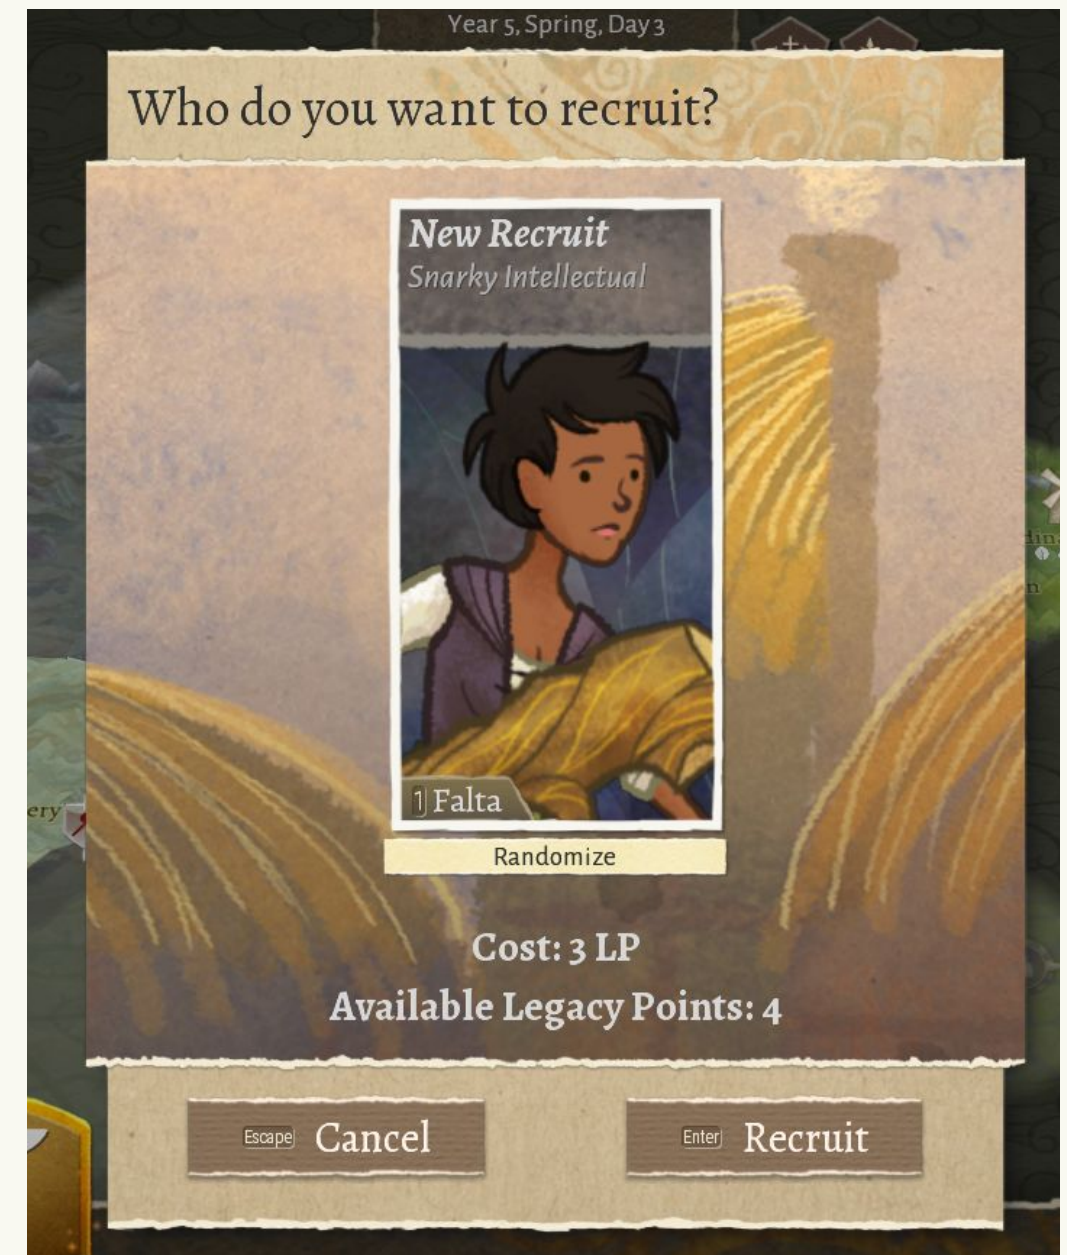 Year 5, Spring, Day 3
Who do you want to recruit?
New Recruit
Snarky Intellectual
1 Falta
Randomize
Cost: 3 LP
Available Legacy Points: 4
Escape Cancel
Enter Recruit
ery